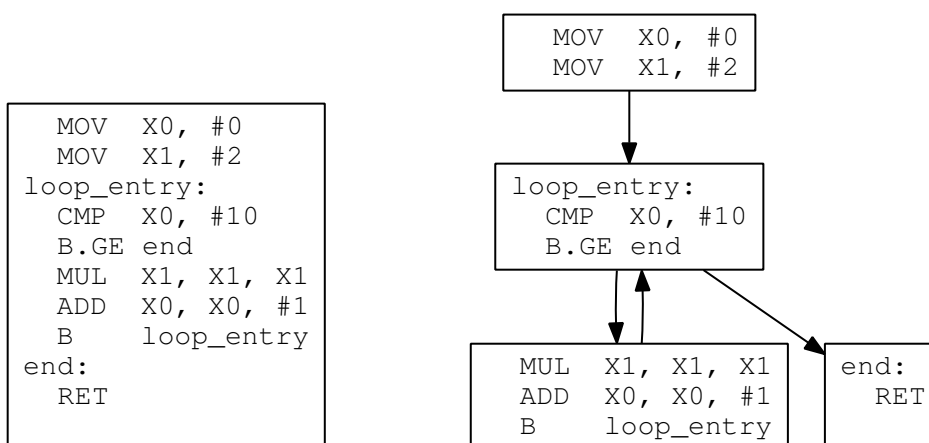 MOV X0, #0
MOV X1, #2
loop_entry:
CMP X0, #10
B.GE end
MUL X1, X1, X1
ADD X0, X0, #1
B loop_entry
end:
RET
MOV X0, #0
MOV X1, #2
loop_entry:
CMP X0, #10
B.GE end
MUL X1, X1, X1
ADD X0, X0, #1
B loop_entry
end:
RET